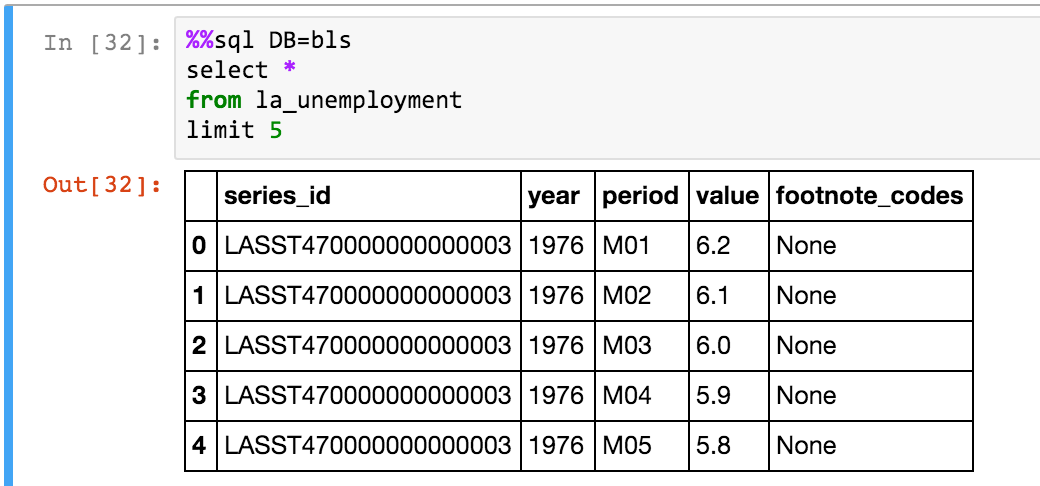 In [32]: %%sql DB=bls
select *
from la_unemployment
limit 5
Out[32]:
series_id year period value footnote_codes
0 LASST470000000000003 1976 M01 6.2 None
1 LASST470000000000003 1976 M02 6.1 None
2 LASST470000000000003 1976 M03 6.0 None
3 LASST470000000000003 1976 M04 5.9 None
4 LASST470000000000003 1976 M05 5.8 None